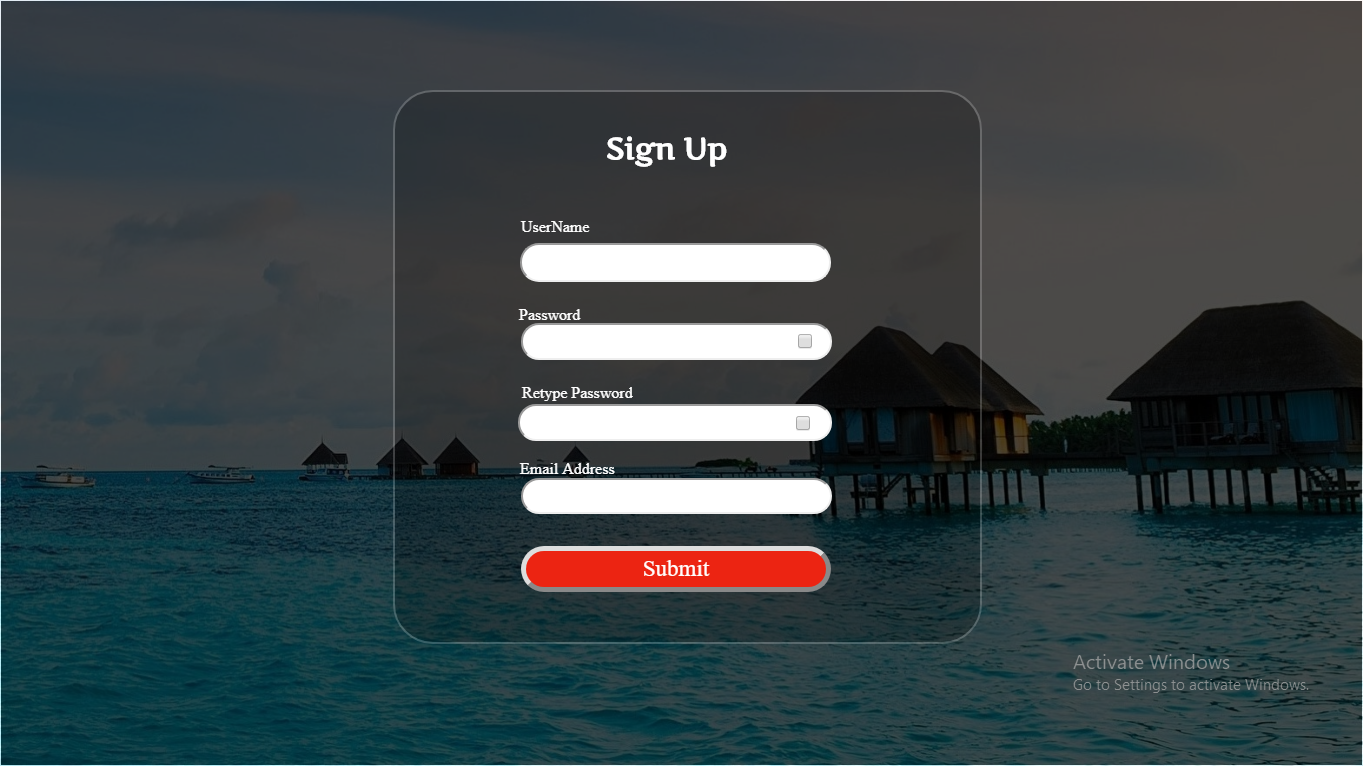 Sign Up
UserName
Password
Retype Password
Email Address
Submit
Activate Windows
Go to Settings to activate Windows.